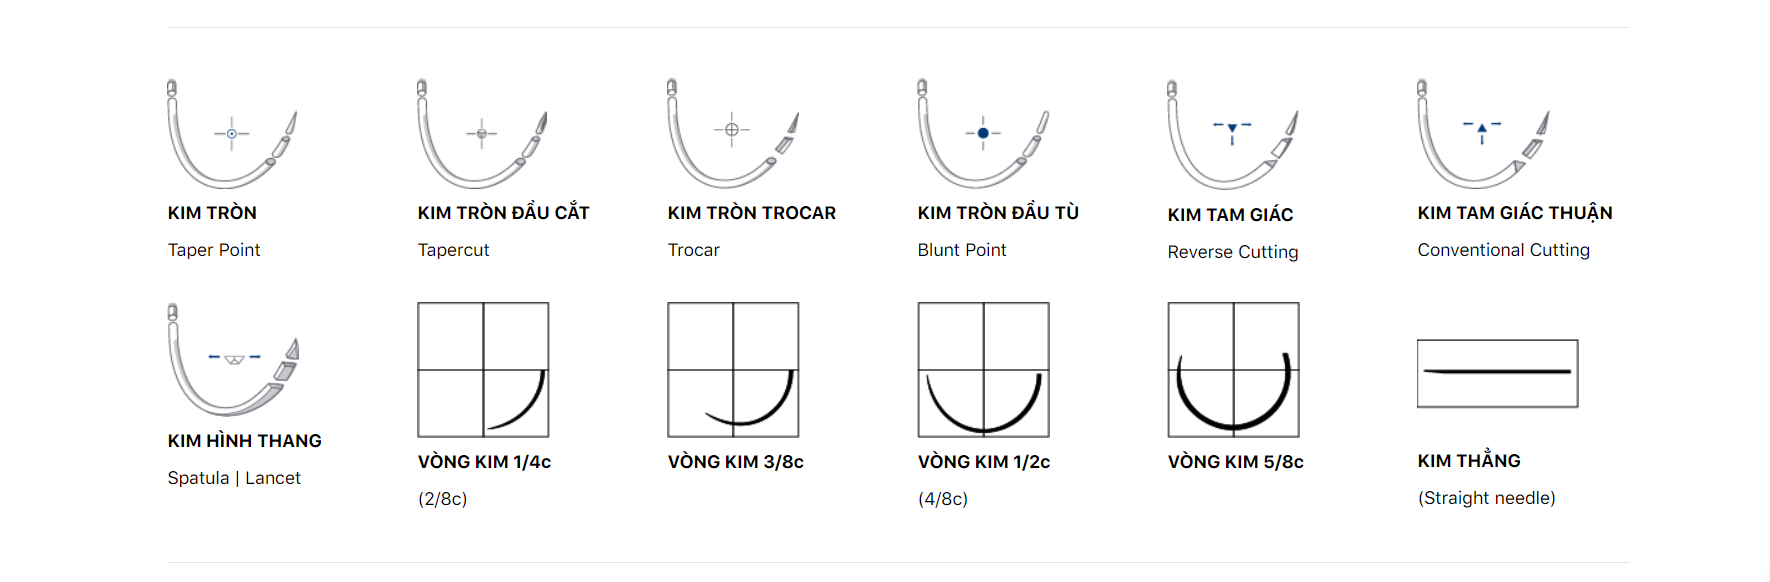 KIM TRÒN
Taper Point
KIM TRÒN ĐẦU CẮT
Tapercut
KIM TRÒN TROCAR
Trocar
KIM TRÒN ĐẦU TÙ
Blunt Point
KIM TAM GIÁC
Reverse Cutting
KIM TAM GIÁC THUẬN
Conventional Cutting
KIM HÌNH THANG
Spatula | Lancet
VÒNG KIM 1/4c
(2/8c)
VÒNG KIM 3/8c
VÒNG KIM 1/2c
(4/8c)
VÒNG KIM 5/8c
KIM THẲNG
(Straight needle)